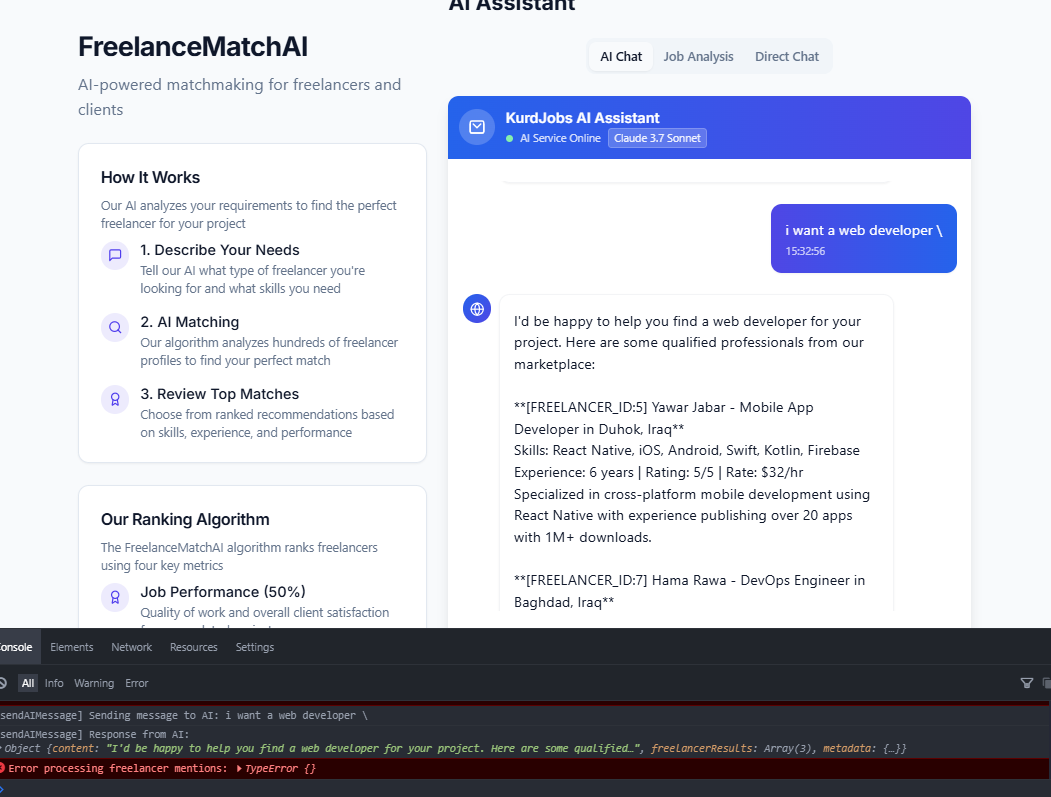 AI Assistant
FreelanceMatchAI
AI-powered matchmaking for freelancers and
clients
How It Works
Our AI analyzes your requirements to find the perfect
freelancer for your project
1. Describe Your Needs
Tell our AI what type of freelancer you're
looking for and what skills you need
2. AI Matching
Our algorithm analyzes hundreds of freelancer
profiles to find your perfect match
3. Review Top Matches
Choose from ranked recommendations based
on skills, experience, and performance
Our Ranking Algorithm
The FreelanceMatchAI algorithm ranks freelancers
using four key metrics
Job Performance (50%)
Quality of work and overall client satisfaction
AI Chat
Job Analysis
Direct Chat
KurdJobs AI Assistant
AI Service Online
Claude 3.7 Sonnet
i want a web developer \
15:32:56
I'd be happy to help you find a web developer for your
project. Here are some qualified professionals from our
marketplace:
**[FREELANCER_ID:5] Yawar Jabar - Mobile App
Developer in Duhok, Iraq**
Skills: React Native, iOS, Android, Swift, Kotlin, Firebase
Experience: 6 years | Rating: 5/5 | Rate: $32/hr
Specialized in cross-platform mobile development using
React Native with experience publishing over 20 apps
with 1M+ downloads.
**[FREELANCER_ID:7] Hama Rawa - DevOps Engineer in
Baghdad, Iraq**
onsole
Elements
Network
Resources
Settings
All
Info
Warning
Error
sendAIMessage] Sending message to AI: i want a web developer \
sendAIMessage] Response from AI:
Object {content: "I'd be happy to help you find a web developer for your project. Here are some qualified…", freelancerResults: Array(3), metadata: {…}}
Error processing freelancer mentions: ▶TypeError {}